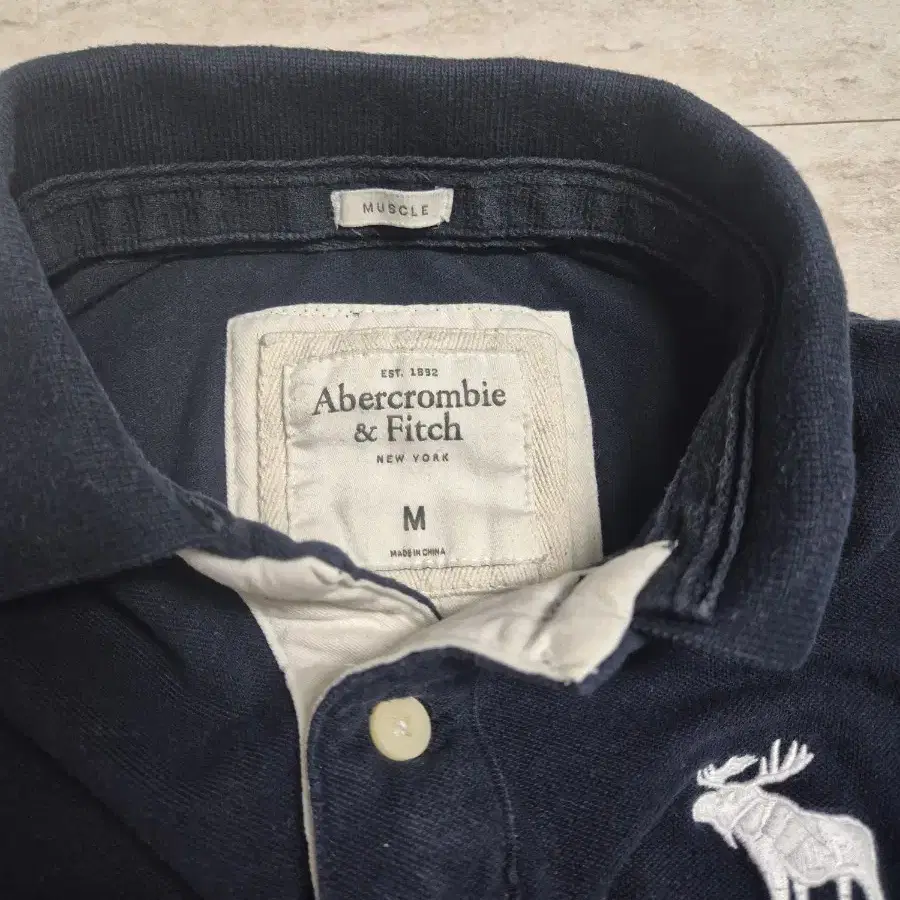 MUSCLE
EST. 1892
Abercrombie
& Fitch
NEW YORK
M
MADE IN CHINA